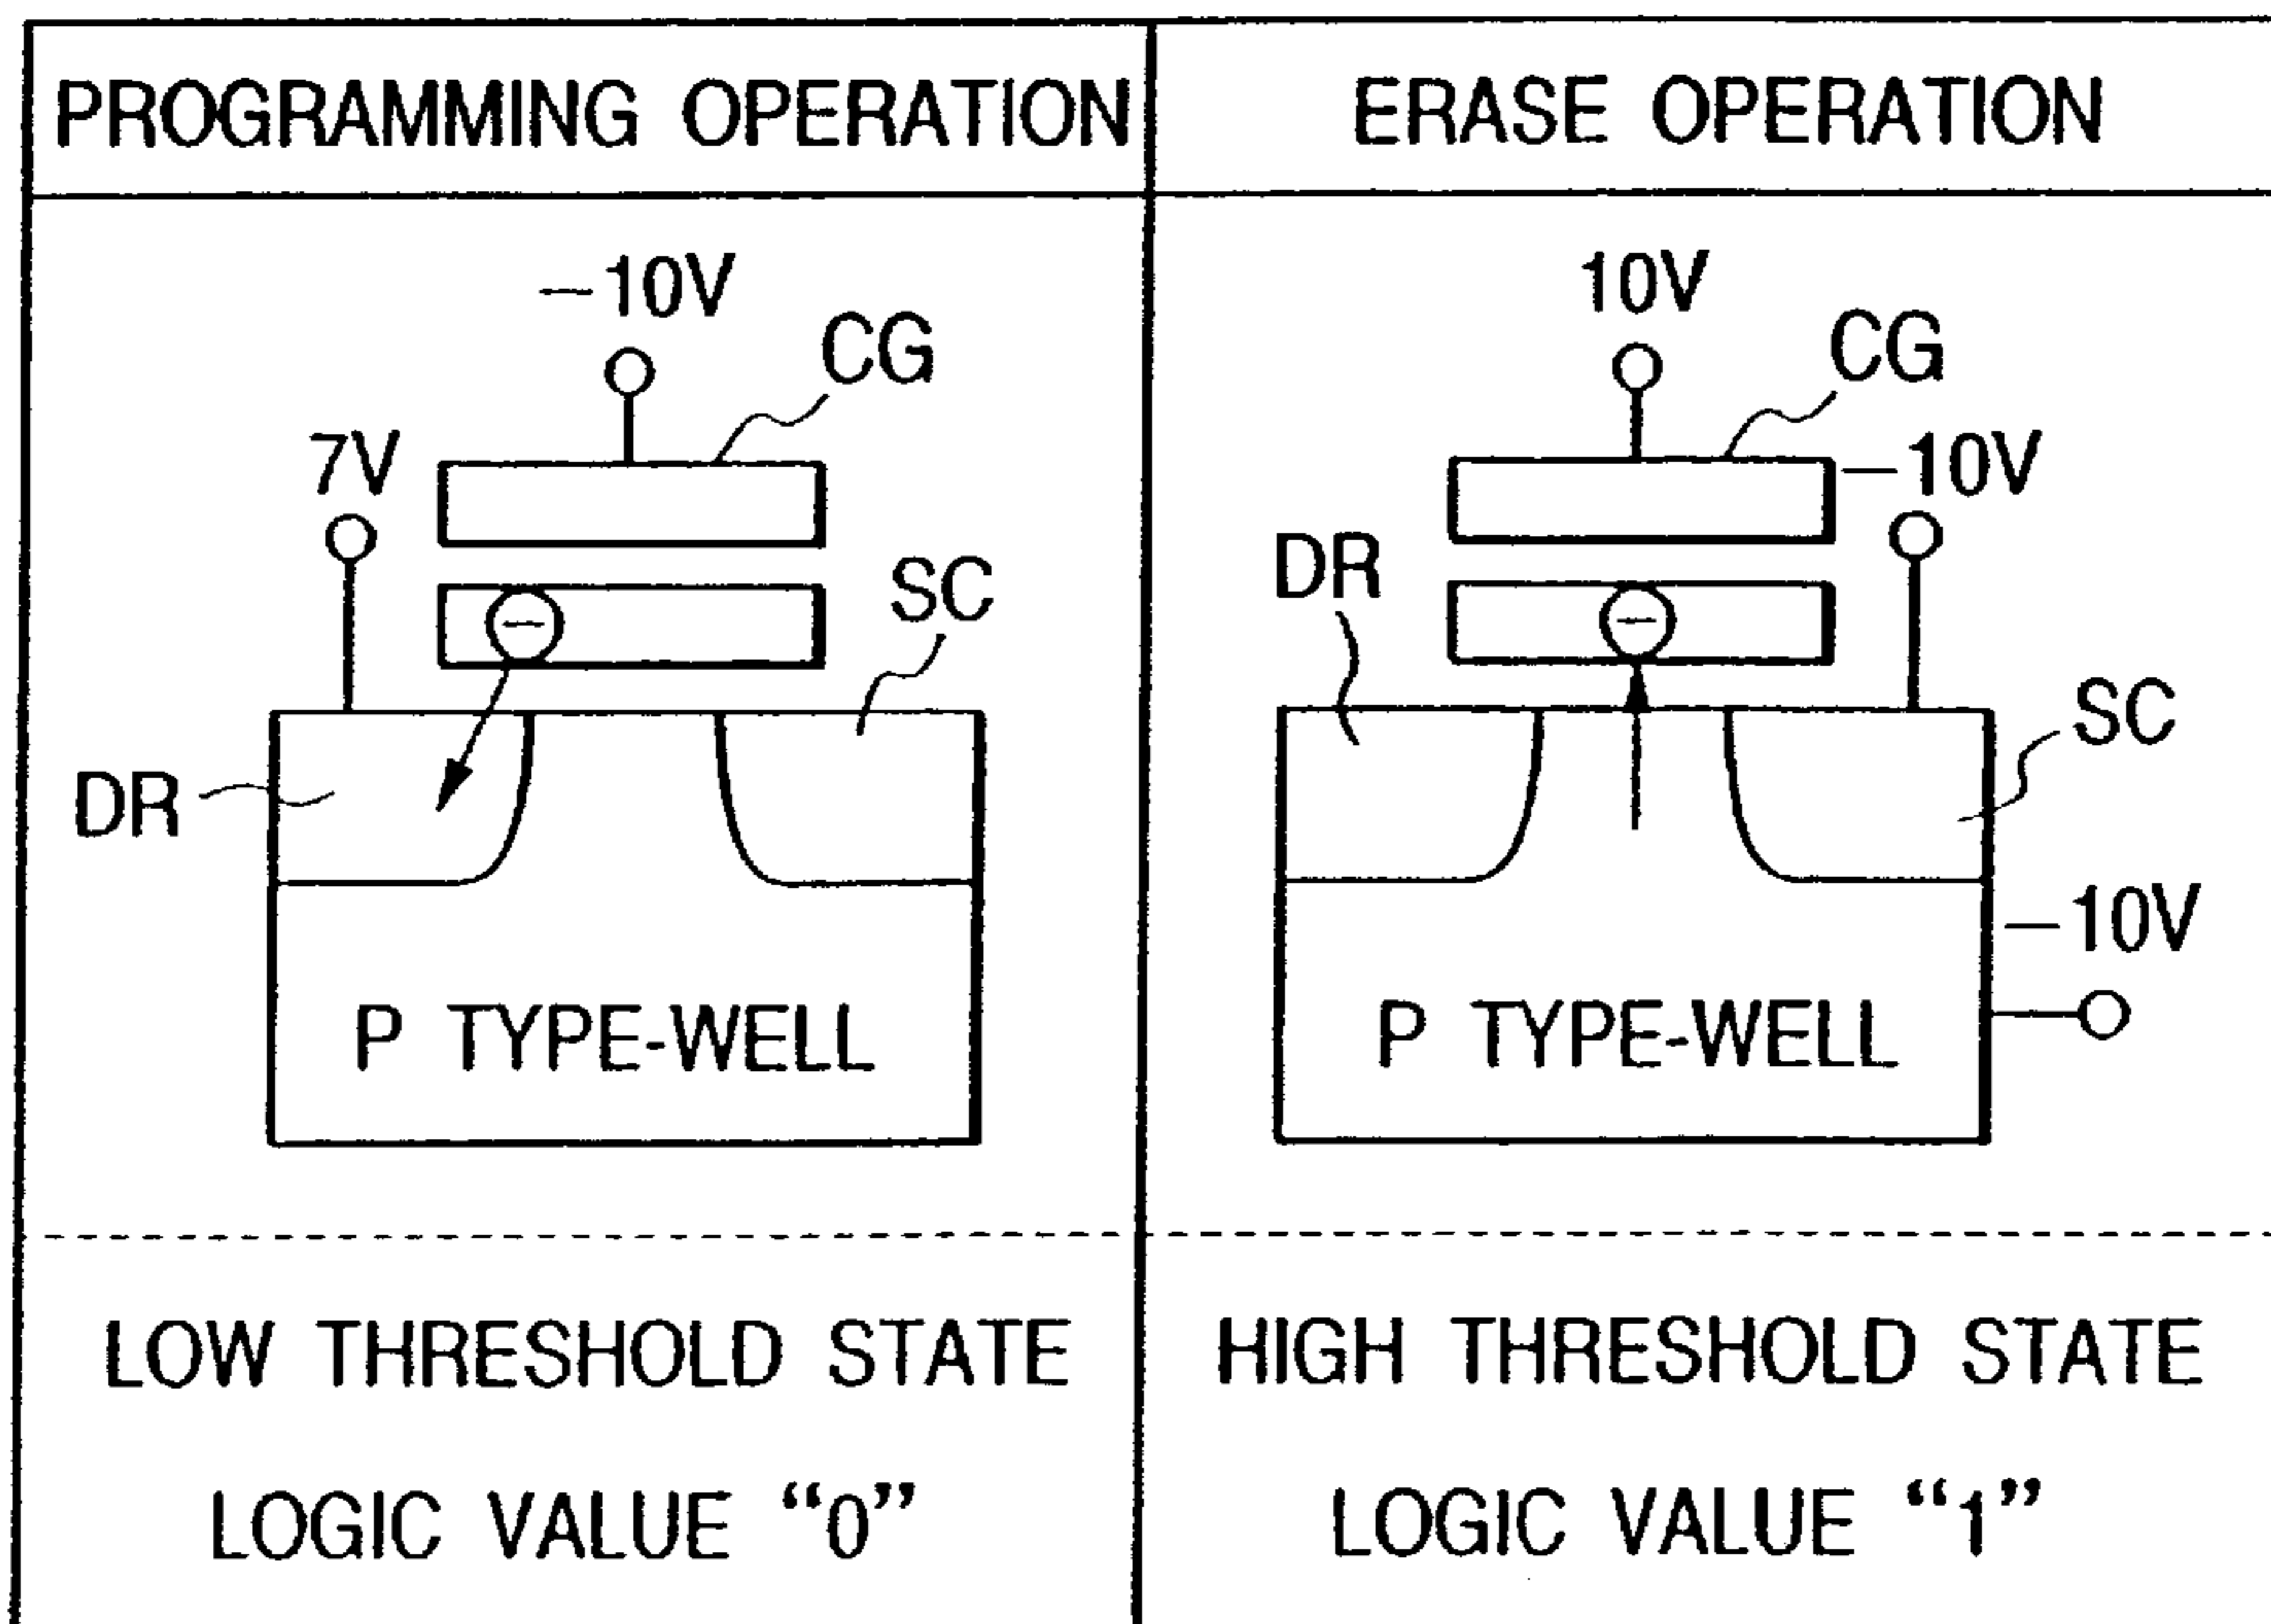 PROGRAMMING OPERATION
−10V
CG
7V
SC
DR
P TYPE-WELL
LOW THRESHOLD STATE
LOGIC VALUE “0”
ERASE OPERATION
10V
CG
−10V
DR
SC
−10V
P TYPE-WELL
HIGH THRESHOLD STATE
LOGIC VALUE “1”